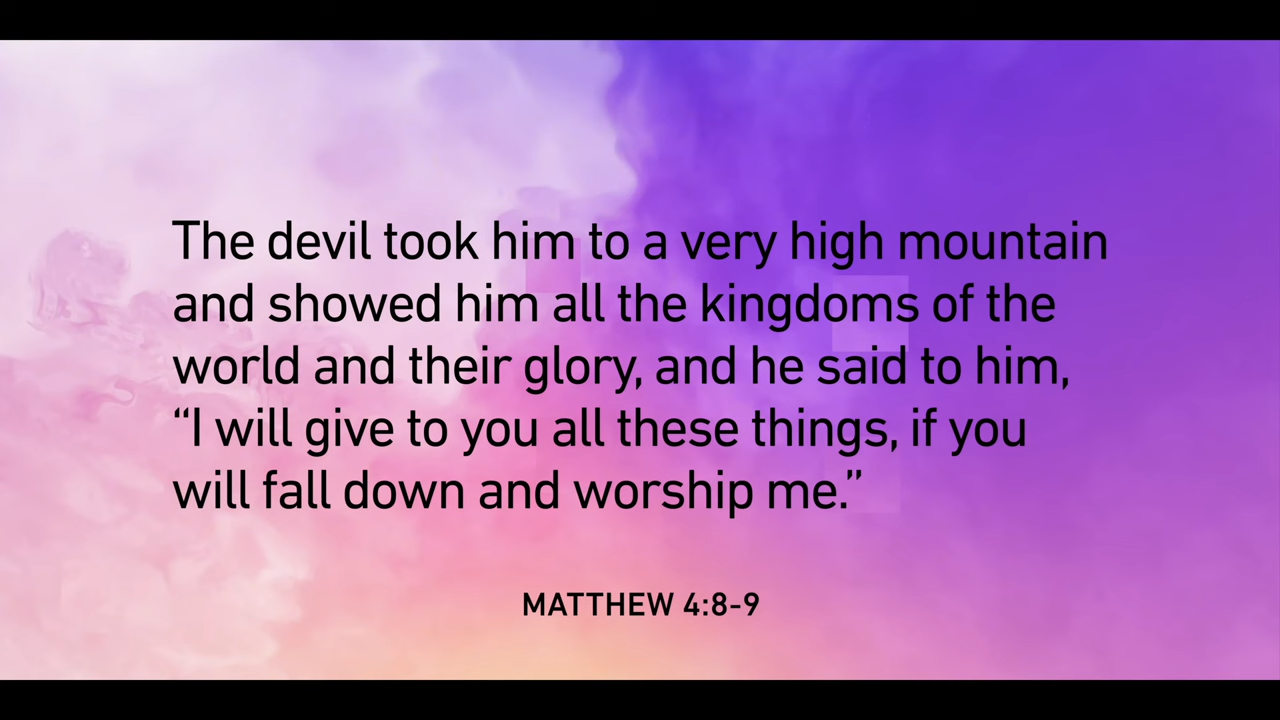 The devil took him to a very high mountain
and showed him all the kingdoms of the
world and their glory, and he said to him,
“I will give to you all these things, if you
will fall down and worship me.”
MATTHEW 4:8-9